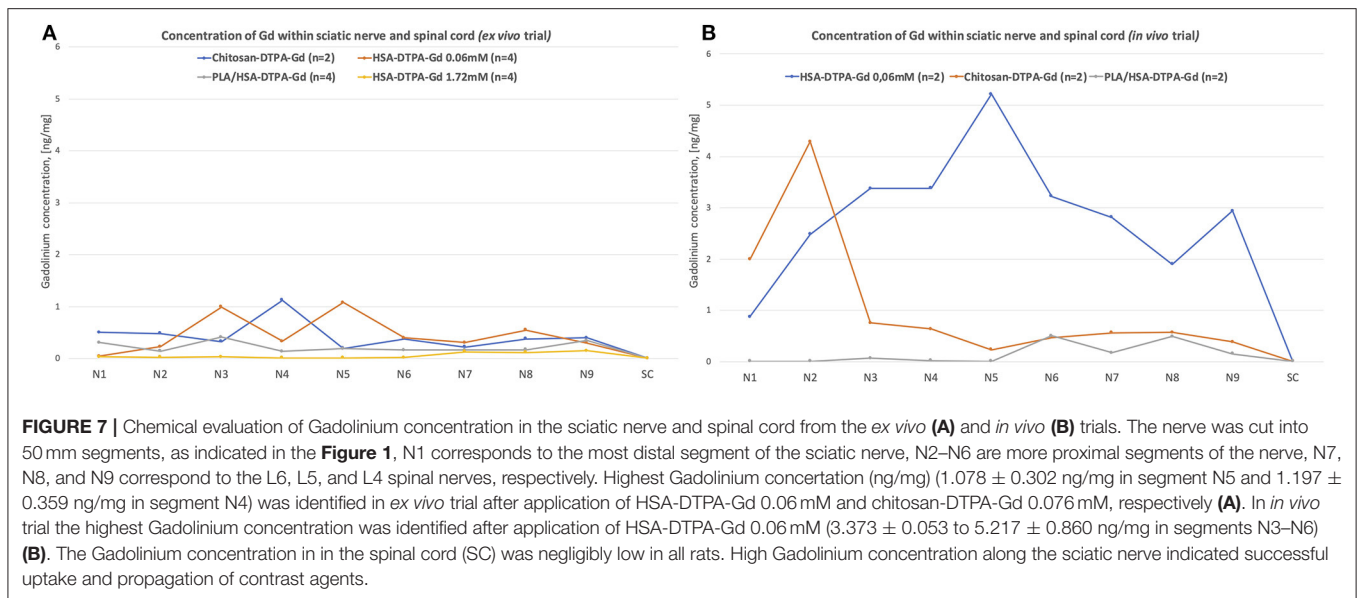 A
Concentration of Gd within sciatic nerve and spinal cord (ex vivo trial)
Chitosan-DTPA-Gd (n=2) HSA-DTPA-Gd 0.06mM (n=4)
PLA/HSA-DTPA-Gd (n=4) HSA-DTPA-Gd 1.72mM (n=4)
Gadolinium concentration, [ng/mg]
6
5
4
3
2
1
0
N1 N2 N3 N4 N5 N6 N7 N8 N9 SC
B
Concentration of Gd within sciatic nerve and spinal cord (in vivo trial)
HSA-DTPA-Gd 0,06mM (n=2) Chitosan-DTPA-Gd (n=2) PLA/HSA-DTPA-Gd (n=2)
Gadolinium concentration, [ng/mg]
6
5
4
3
2
1
0
N1 N2 N3 N4 N5 N6 N7 N8 N9 SC
FIGURE 7 | Chemical evaluation of Gadolinium concentration in the sciatic nerve and spinal cord from the ex vivo (A) and in vivo (B) trials. The nerve was cut into
50 mm segments, as indicated in the Figure 1, N1 corresponds to the most distal segment of the sciatic nerve, N2–N6 are more proximal segments of the nerve, N7,
N8, and N9 correspond to the L6, L5, and L4 spinal nerves, respectively. Highest Gadolinium concertation (ng/mg) (1.078 ± 0.302 ng/mg in segment N5 and 1.197 ±
0.359 ng/mg in segment N4) was identified in ex vivo trial after application of HSA-DTPA-Gd 0.06 mM and chitosan-DTPA-Gd 0.076 mM, respectively (A). In vivo
trial the highest Gadolinium concentration was identified after application of HSA-DTPA-Gd 0.06 mM (3.373 ± 0.053 to 5.217 ± 0.860 ng/mg in segments N3–N6)
(B). The Gadolinium concentration in in the spinal cord (SC) was negligibly low in all rats. High Gadolinium concentration along the sciatic nerve indicated successful
uptake and propagation of contrast agents.